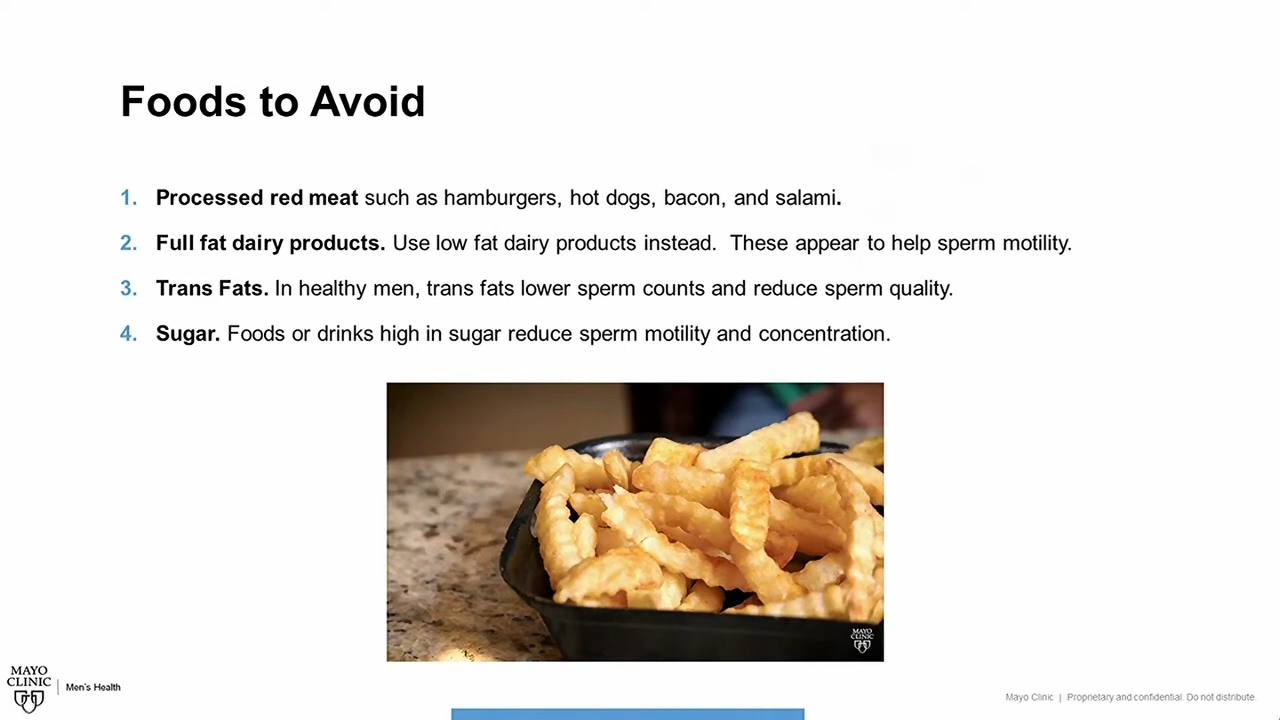 Foods to Avoid
1. Processed red meat such as hamburgers, hot dogs, bacon, and salami.
2. Full fat dairy products. Use low fat dairy products instead.  These appear to help sperm motility.
3. Trans Fats. In healthy men, trans fats lower sperm counts and reduce sperm quality.
4. Sugar. Foods or drinks high in sugar reduce sperm motility and concentration.
MAYO
CLINIC
MAYO
CLINIC
Men's Health
Mayo Clinic | Proprietary and confidential. Do not distribute.